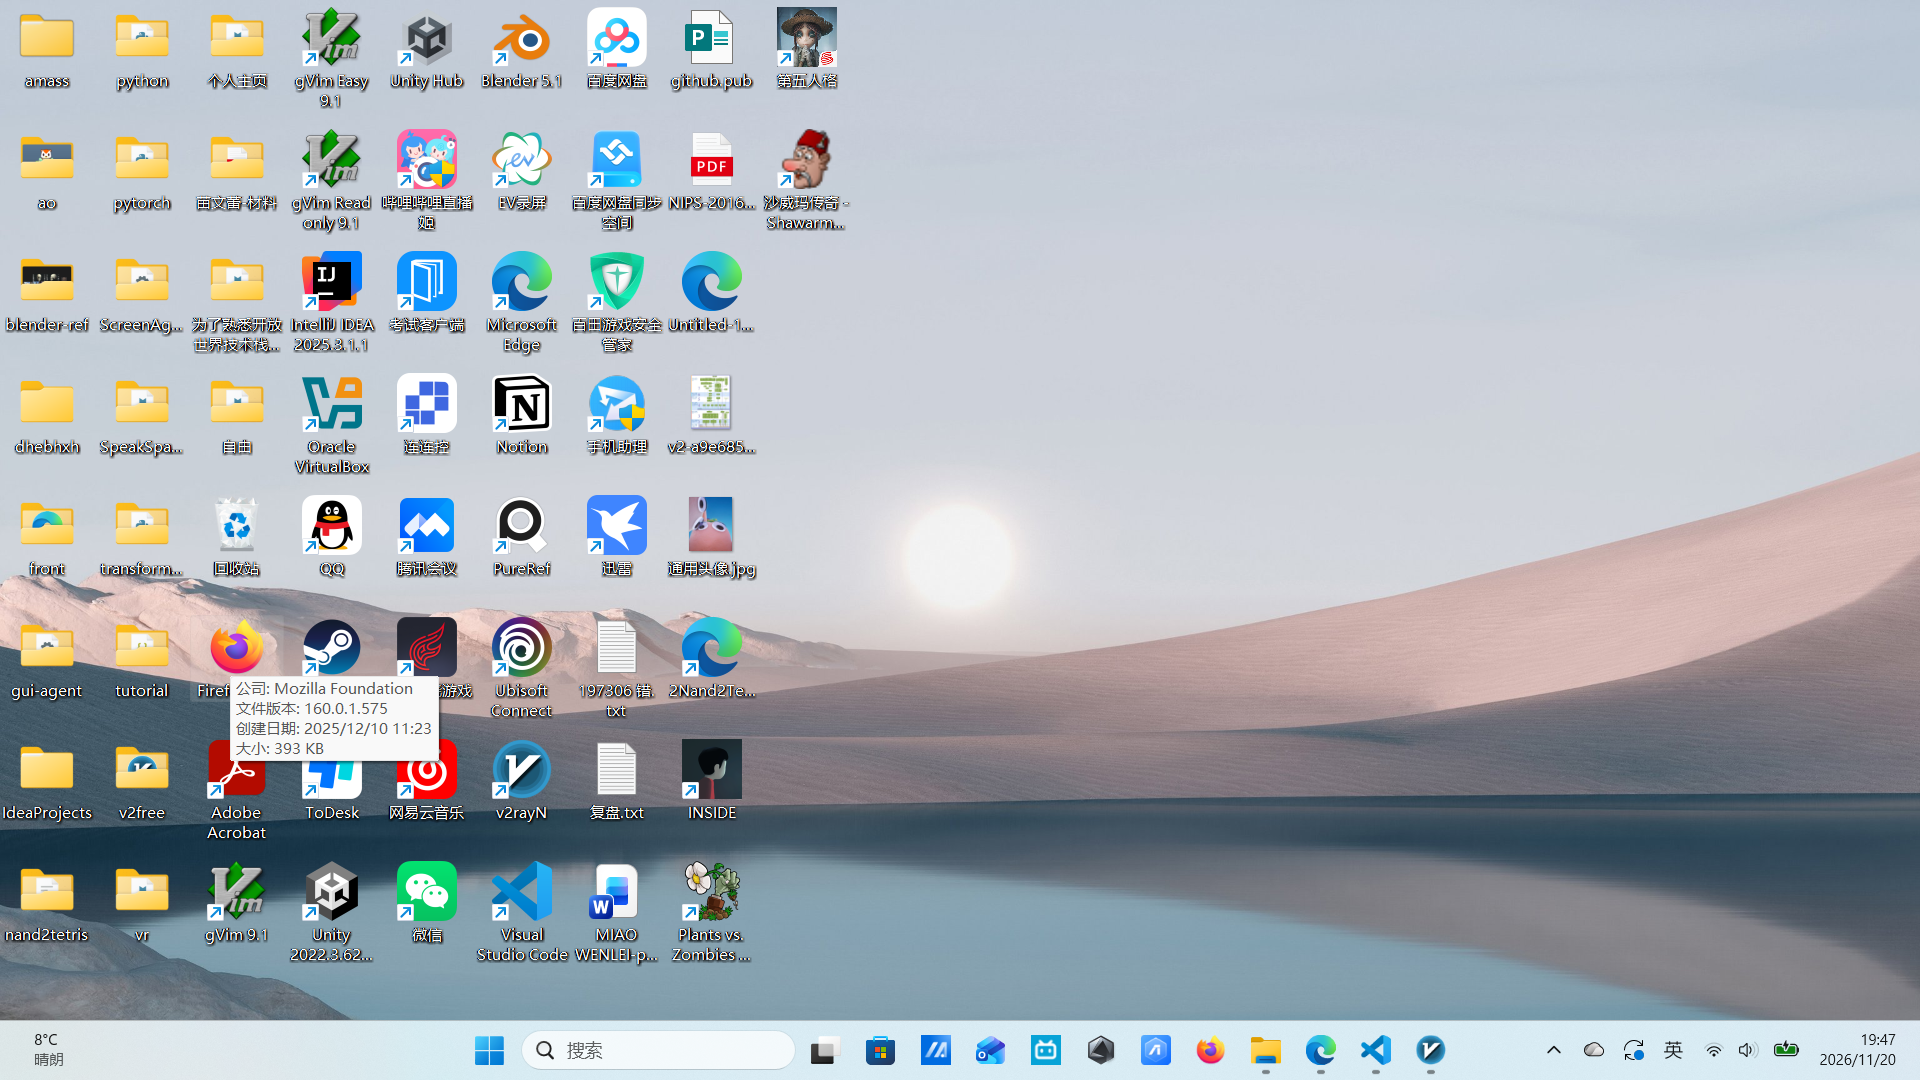 amass
python
个人主页
gVim Easy
9.1
Unity Hub
Blender 5.1
百度网盘
github.pub
第五人格
ao
pytorch
苗文蕾-材料
gVim Read
only 9.1
哔哩哔哩直播
姬
EV录屏
百度网盘同步
空间
PDF
NIPS-2016...
沙威玛传奇 -
Shawarm...
blender-ref
ScreenAg...
为了熟悉开放
世界技术栈...
IntelliJ IDEA
2025.3.1.1
考试客户端
Microsoft
Edge
百田游戏安全
管家
Untitled-1...
dhebhxh
SpeakSpa...
自由
Oracle
VirtualBox
连连控
Notion
手机助理
v2-a9e685...
front
transform...
回收站
QQ
腾讯会议
PureRef
迅雷
通用头像.jpg
gui-agent
tutorial
Firef
游戏
Ubisoft
Connect
197306 错.
txt
2Nand2Te...
公司: Mozilla Foundation
文件版本: 160.0.1.575
创建日期: 2025/12/10 11:23
大小: 393 KB
IdeaProjects
v2free
Adobe
Acrobat
ToDesk
网易云音乐
v2rayN
复盘.txt
INSIDE
nand2tetris
vr
gVim 9.1
Unity
2022.3.62...
微信
Visual
Studio Code
MIAO
WENLEI-p...
Plants vs.
Zombies ...
8°C
晴朗
搜索
英
19:47
2026/11/20